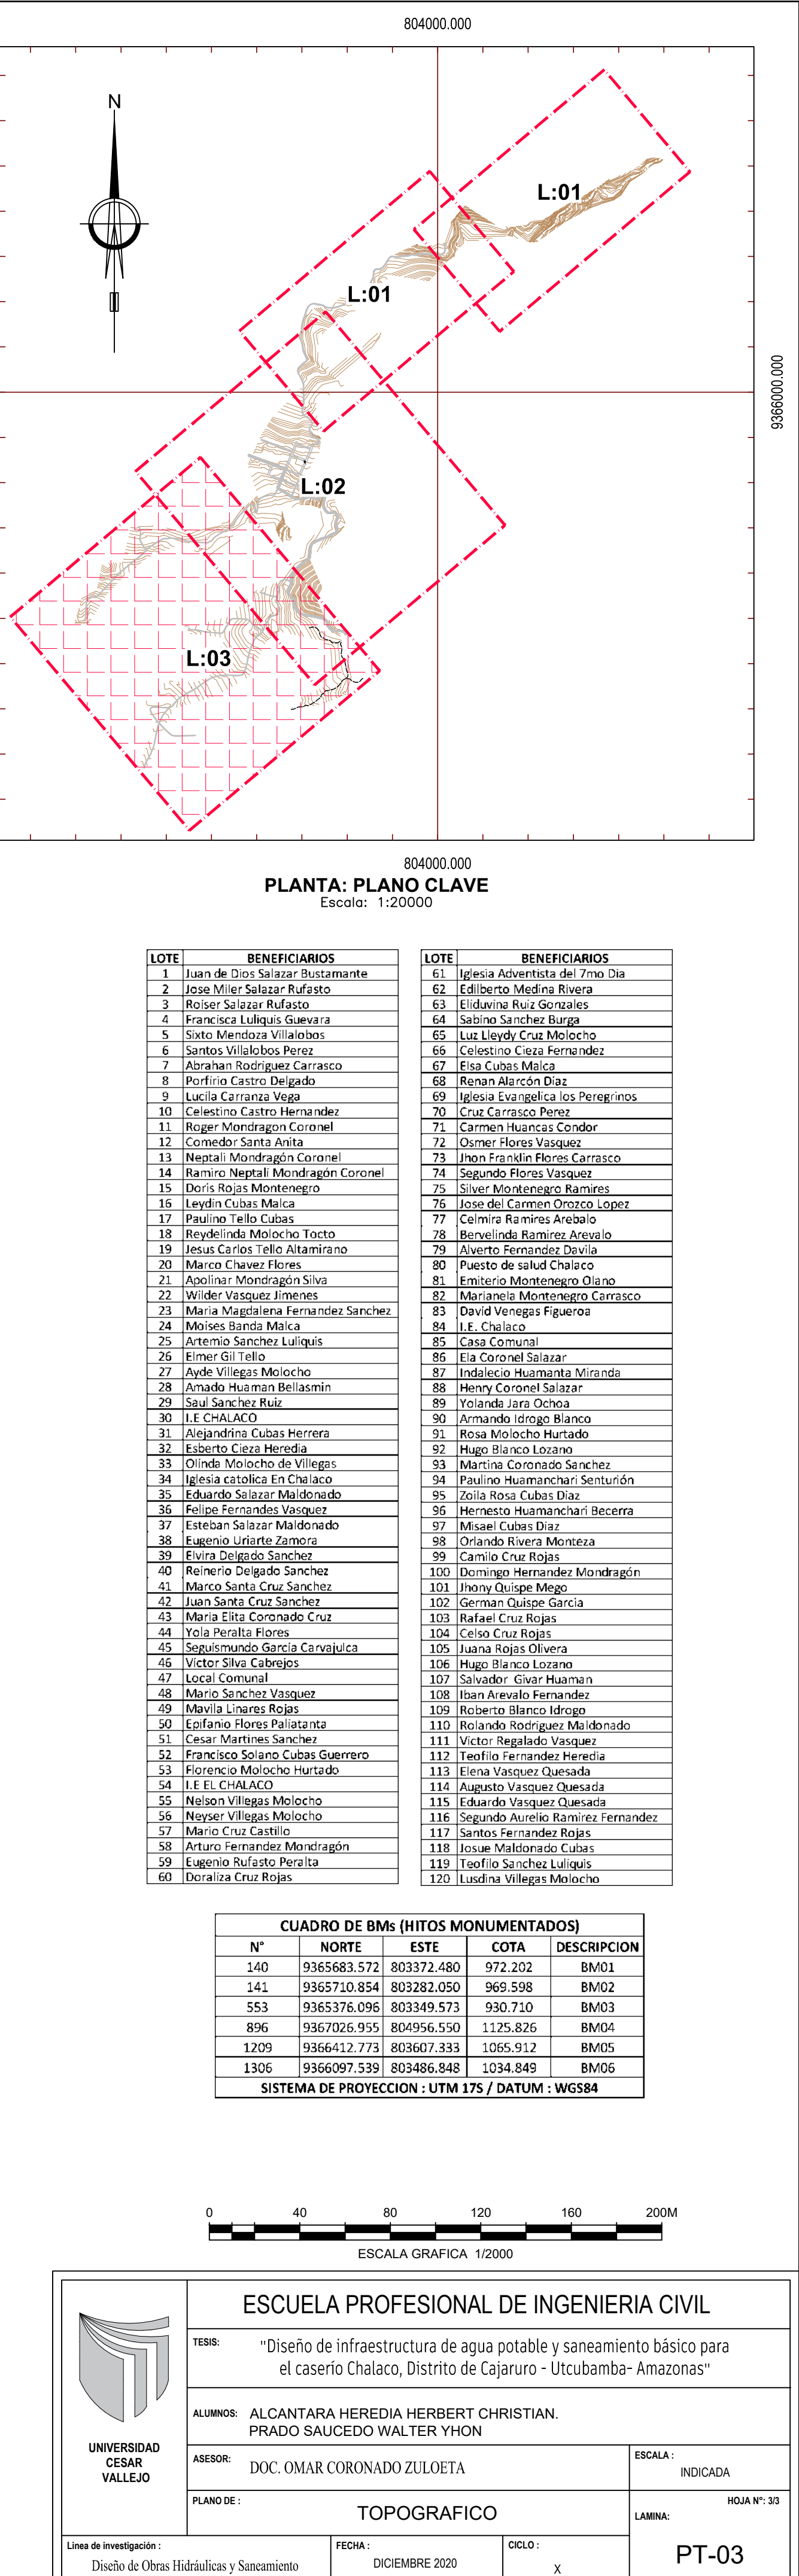 804000.000
N
L:01
L:01
9366000.000
L:02
L:03
804000.000
PLANTA: PLANO CLAVE
Escala: 1:20000
LOTE BENEFICIARIOS
1 Juan de Dios Salazar Bustamante
2 Jose Miler Salazar Rufasto
3 Roiser Salazar Rufasto
4 Francisca Luliquis Guevara
5 Sixto Mendoza Villalobos
6 Santos Villalobos Perez
7 Abrahan Rodriguez Carrasco
8 Porfirio Castro Delgado
9 Lucila Carranza Vega
10 Celestino Castro Hernandez
11 Roger Mondragon Coronel
12 Comedor Santa Anita
13 Neptali Mondragón Coronel
14 Ramiro Neptalí Mondragón Coronel
15 Doris Rojas Montenegro
16 Leydin Cubas Malca
17 Paulino Tello Cubas
18 Reydelinda Molocho Tocto
19 Jesus Carlos Tello Altamirano
20 Marco Chavez Flores
21 Apolinar Mondragón Silva
22 Wilder Vasquez Jimenes
23 Maria Magdalena Fernandez Sanchez
24 Moises Banda Malca
25 Artemio Sanchez Luliquis
26 Elmer Gil Tello
27 Ayde Villegas Molocho
28 Amado Huaman Bellasmin
29 Saul Sanchez Ruiz
30 I.E CHALACO
31 Alejandrina Cubas Herrera
32 Esberto Cieza Heredia
33 Olinda Molocho de Villegas
34 Iglesia catolica En Chalaco
35 Eduardo Salazar Maldonado
36 Felipe Fernandes Vasquez
37 Esteban Salazar Maldonado
38 Eugenio Uriarte Zamora
39 Elvira Delgado Sanchez
40 Reinerio Delgado Sanchez
41 Marco Santa Cruz Sanchez
42 Juan Santa Cruz Sanchez
43 Maria Elita Coronado Cruz
44 Yola Peralta Flores
45 Seguismundo García Carvajulca
46 Victor Silva Cabrejos
47 Local Comunal
48 Mario Sanchez Vasquez
49 Mavila Linares Rojas
50 Epifanio Flores Paliatanta
51 Cesar Martines Sanchez
52 Francisco Solano Cubas Guerrero
53 Florencio Molocho Hurtado
54 I.E EL CHALACO
55 Nelson Villegas Molocho
56 Neyser Villegas Molocho
57 Mario Cruz Castillo
58 Arturo Fernandez Mondragón
59 Eugenio Rufasto Peralta
60 Doraliza Cruz Rojas
LOTE BENEFICIARIOS
61 Iglesia Adventista del 7mo Dia
62 Edilberto Medina Rivera
63 Eliduvina Ruiz Gonzales
64 Sabino Sanchez Burga
65 Luz Lleydy Cruz Molocho
66 Celestino Cieza Fernandez
67 Elsa Cubas Malca
68 Renan Alarcón Diaz
69 Iglesia Evangelica los Peregrinos
70 Cruz Carrasco Perez
71 Carmen Huancas Condor
72 Osmer Flores Vasquez
73 Jhon Franklin Flores Carrasco
74 Segundo Flores Vasquez
75 Silver Montenegro Ramires
76 Jose del Carmen Orozco Lopez
77 Celmira Ramires Arebalo
78 Bervelinda Ramirez Arevalo
79 Alverto Fernandez Davila
80 Puesto de salud Chalaco
81 Emiterio Montenegro Olano
82 Marianela Montenegro Carrasco
83 David Venegas Figueroa
84 I.E. Chalaco
85 Casa Comunal
86 Ela Coronel Salazar
87 Indalecio Huamanta Miranda
88 Henry Coronel Salazar
89 Yolanda Jara Ochoa
90 Armando Idrogo Blanco
91 Rosa Molocho Hurtado
92 Hugo Blanco Lozano
93 Martina Coronado Sanchez
94 Paulino Huamanchari Senturión
95 Zoila Rosa Cubas Diaz
96 Hernesto Huamanchari Becerra
97 Misael Cubas Diaz
98 Orlando Rivera Monteza
99 Camilo Cruz Rojas
100 Domingo Hernandez Mondragón
101 Jhony Quispe Mego
102 German Quispe Garcia
103 Rafael Cruz Rojas
104 Celso Cruz Rojas
105 Juana Rojas Olivera
106 Hugo Blanco Lozano
107 Salvador Givar Huaman
108 Iban Arevalo Fernandez
109 Roberto Blanco Idrogo
110 Rolando Rodriguez Maldonado
111 Victor Regalado Vasquez
112 Teofilo Fernandez Heredia
113 Elena Vasquez Quesada
114 Augusto Vasquez Quesada
115 Eduardo Vasquez Quesada
116 Segundo Aurelio Ramirez Fernandez
117 Santos Fernandez Rojas
118 Josue Maldonado Cubas
119 Teofilo Sanchez Luliquis
120 Lusdina Villegas Molocho
CUADRO DE BMs (HITOS MONUMENTADOS)
N° NORTE ESTE COTA DESCRIPCION
140 9365683.572 803372.480 972.202 BM01
141 9365710.854 803282.050 969.598 BM02
553 9365376.096 803349.573 930.710 BM03
896 9367026.955 804956.550 1125.826 BM04
1209 9366412.773 803607.333 1065.912 BM05
1306 9366097.539 803486.848 1034.849 BM06
SISTEMA DE PROYECCION : UTM 17S / DATUM : WGS84
0 40 80 120 160 200M
ESCALA GRAFICA 1/2000
ESCUELA PROFESIONAL DE INGENIERIA CIVIL
TESIS: "Diseño de infraestructura de agua potable y saneamiento básico para
el caserío Chalaco, Distrito de Cajaruro - Utcubamba- Amazonas"
ALUMNOS: ALCANTARA HEREDIA HERBERT CHRISTIAN.
PRADO SAUCEDO WALTER YHON
UNIVERSIDAD
CESAR
VALLEJO
ASESOR: DOC. OMAR CORONADO ZULOETA
ESCALA :
INDICADA
PLANO DE :
TOPOGRAFICO
HOJA N°: 3/3
LAMINA:
PT-03
Linea de investigación :
Diseño de Obras Hidráulicas y Saneamiento
FECHA :
DICIEMBRE 2020
CICLO :
X